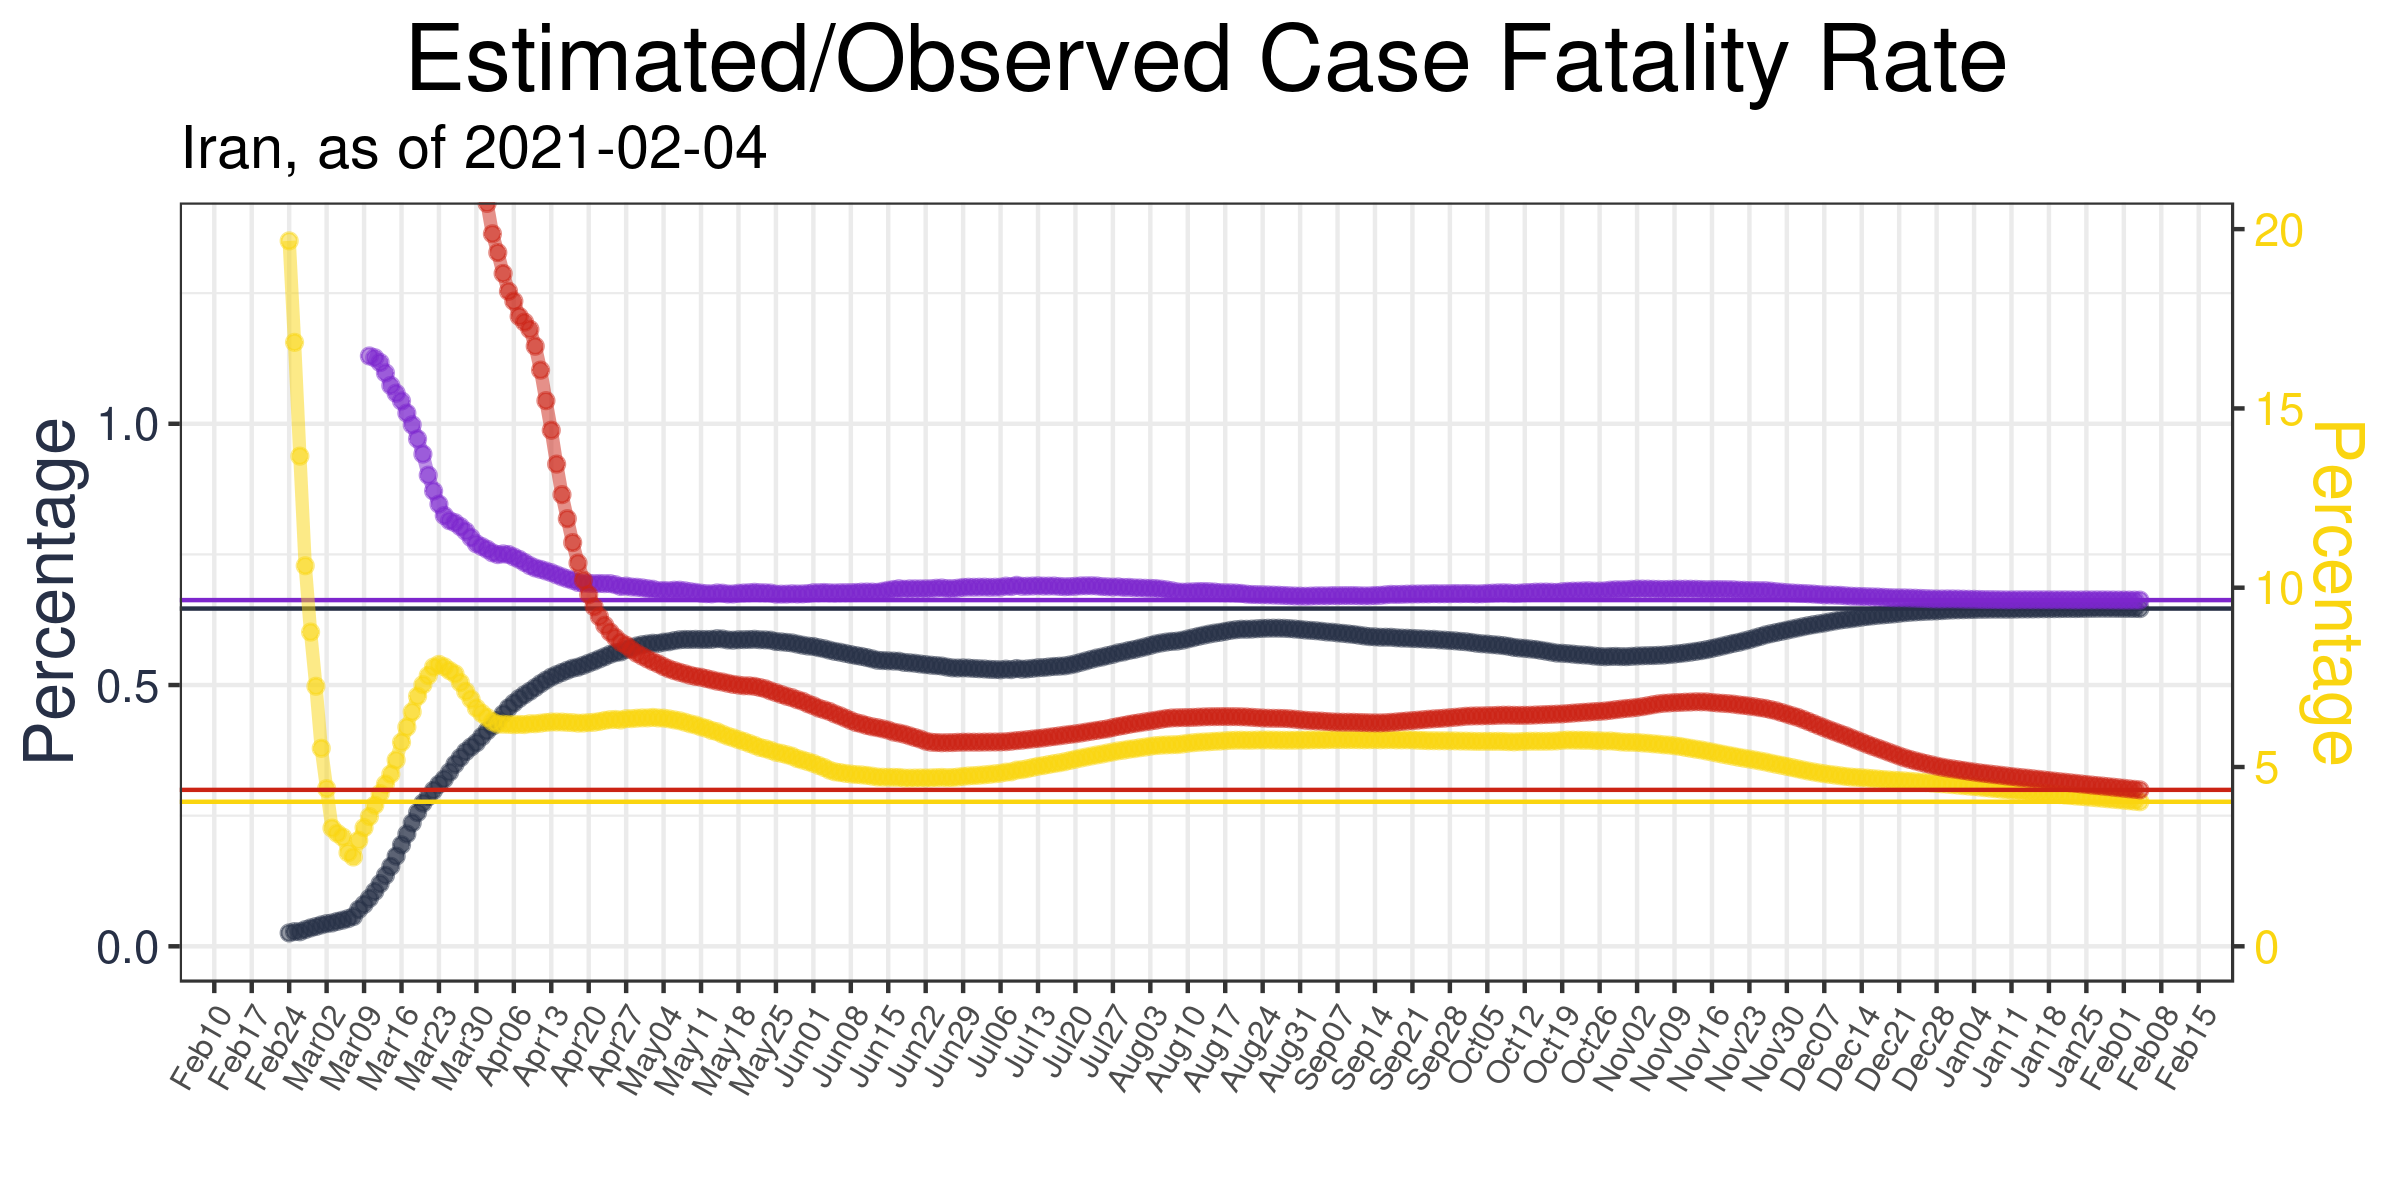 Estimated/Observed Case Fatality Rate
Iran, as of 2021-02-04
Percentage
1.0
0.5
0.0
20
15
10
5
0
Percentage
Feb10
Feb17
Feb24
Mar02
Mar09
Mar16
Mar23
Mar30
Apr06
Apr13
Apr20
Apr27
May04
May11
May18
May25
Jun01
Jun08
Jun15
Jun22
Jun29
Jul06
Jul13
Jul20
Jul27
Aug03
Aug10
Aug17
Aug24
Aug31
Sep07
Sep14
Sep21
Sep28
Oct05
Oct12
Oct19
Oct26
Nov02
Nov09
Nov16
Nov23
Nov30
Dec07
Dec14
Dec21
Dec28
Jan04
Jan11
Jan18
Jan25
Feb01
Feb08
Feb15